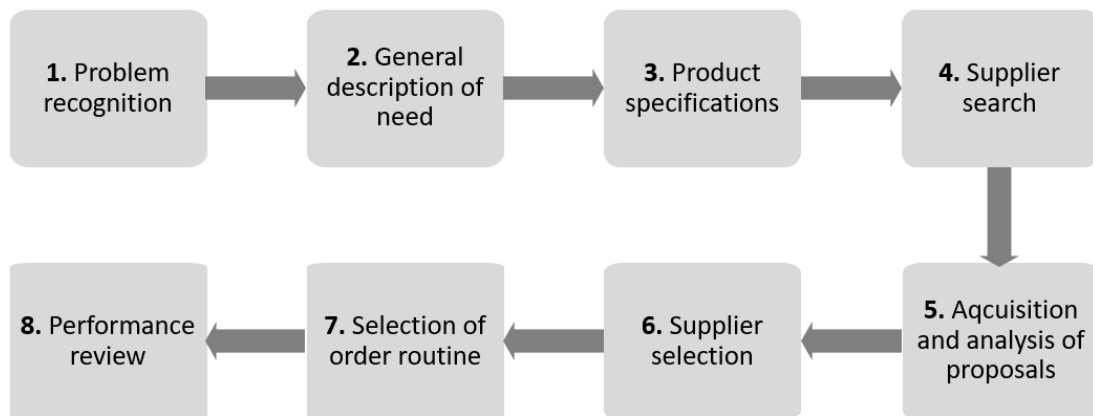 1. Problem
recognition
2. General
description of
need
3. Product
specifications
4. Supplier
search
5. Aqcuisition
and analysis of
proposals
6. Supplier
selection
7. Selection of
order routine
8. Performance
review